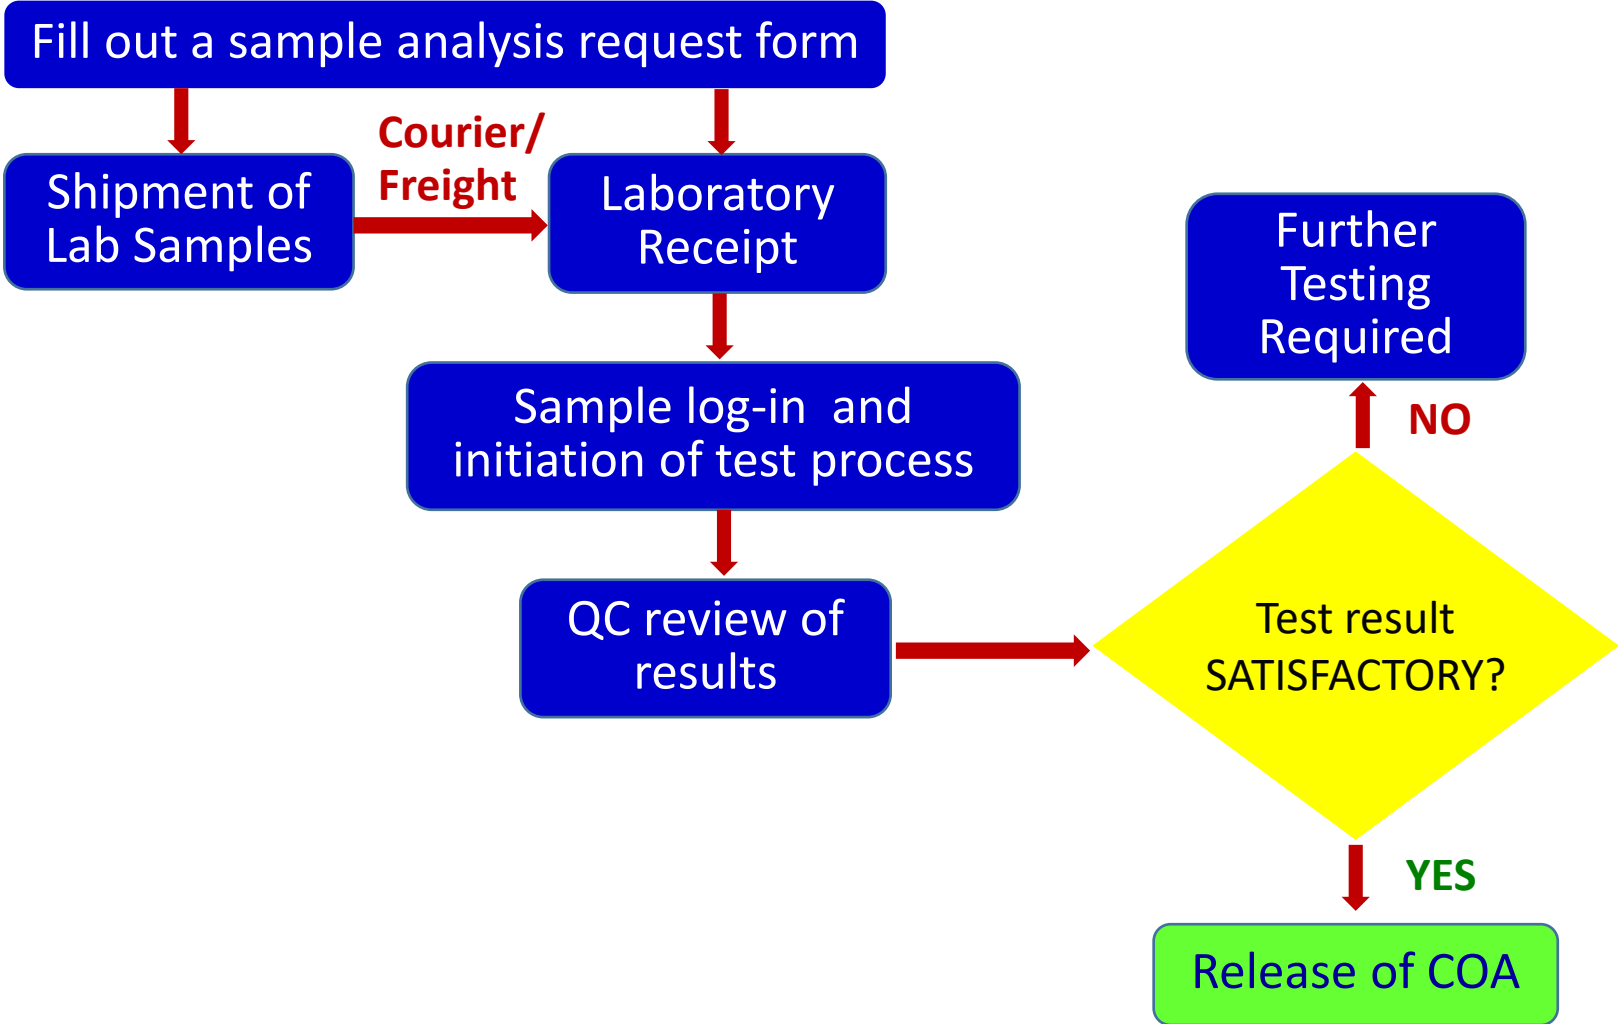 Fill out a sample analysis request form
Courier/
Freight
Shipment of
Lab Samples
Laboratory
Receipt
Further
Testing
Required
Sample log-in  and
initiation of test process
NO
QC review of
results
Test result
SATISFACTORY?
YES
Release of COA